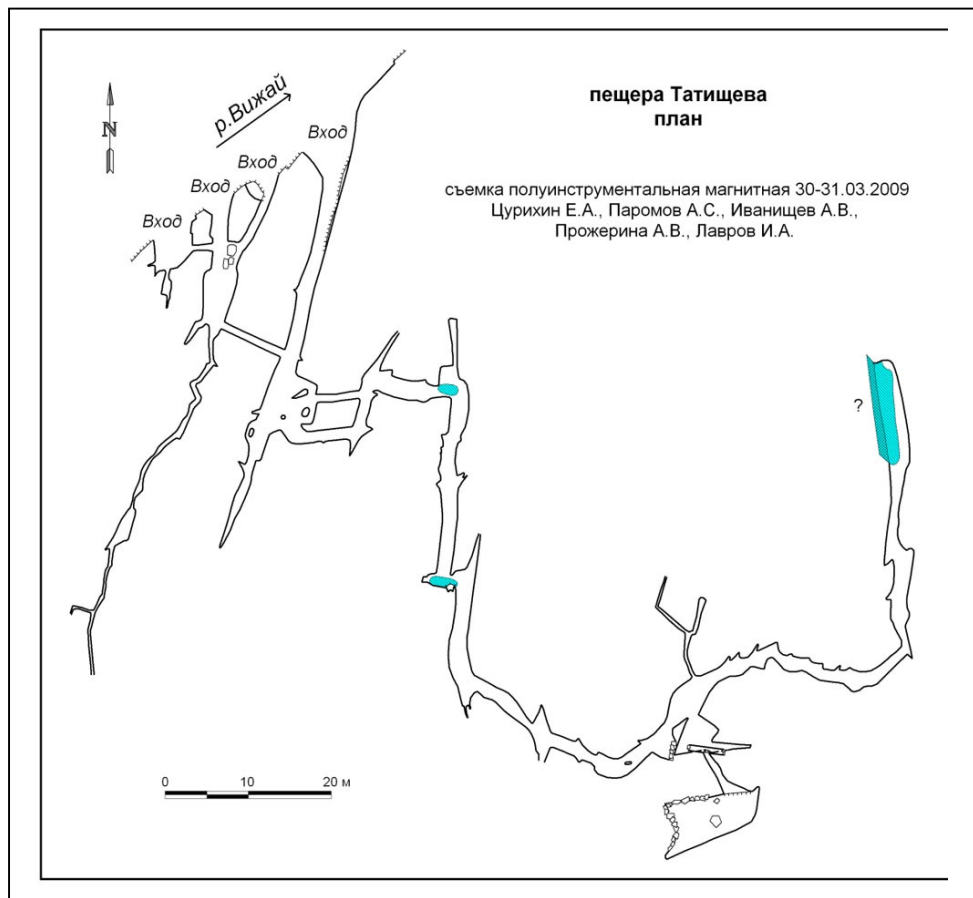 пещера Татищева
план
р.Вижай
N
Вход
Вход
Вход
Вход
съемка полуинструментальная магнитная 30-31.03.2009
Цурихин Е.А., Паромов А.С., Иванищев А.В.,
Прожерина А.В., Лавров И.А.
?
0 10 20 м